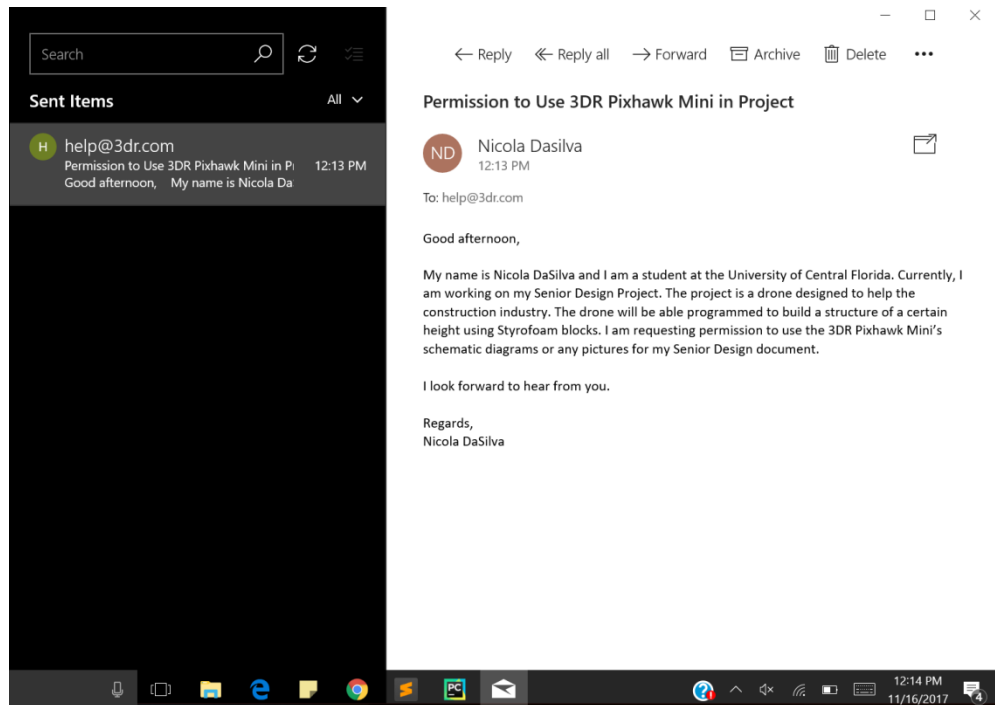 Search
Sent Items
All
H
help@3dr.com
Permission to Use 3DR Pixhawk Mini in P
12:13 PM
Good afternoon, My name is Nicola Da
Reply
Reply all
Forward
Archive
Delete
Permission to Use 3DR Pixhawk Mini in Project
ND
Nicola Dasilva
12:13 PM
To: help@3dr.com
Good afternoon,
My name is Nicola DaSilva and I am a student at the University of Central Florida. Currently, I
am working on my Senior Design Project. The project is a drone designed to help the
construction industry. The drone will be able programmed to build a structure of a certain
height using Styrofoam blocks. I am requesting permission to use the 3DR Pixhawk Mini's
schematic diagrams or any pictures for my Senior Design document.
I look forward to hear from you.
Regards,
Nicola DaSilva
PC
12:14 PM
11/16/2017
4